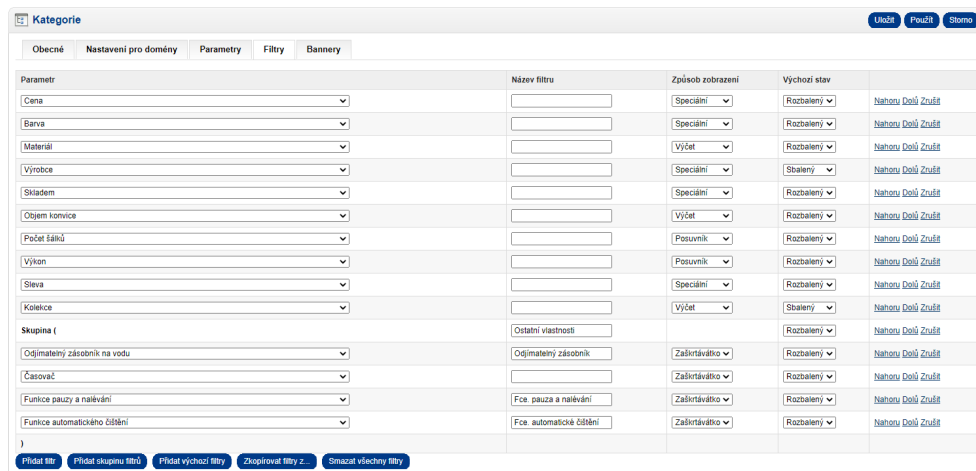 Kategorie
Uložit Použít Storno
Obecné Nastavení pro domény Parametry Filtry Bannery
Parametr Název filtru Způsob zobrazení Výchozí stav
Cena Speciální Rozbalený Nahoru Dolů Zrušit
Barva Speciální Rozbalený Nahoru Dolů Zrušit
Materiál Výčet Rozbalený Nahoru Dolů Zrušit
Výrobce Speciální Sbalený Nahoru Dolů Zrušit
Skladem Speciální Rozbalený Nahoru Dolů Zrušit
Objem konvice Výčet Rozbalený Nahoru Dolů Zrušit
Počet šálků Posuvník Rozbalený Nahoru Dolů Zrušit
Výkon Posuvník Rozbalený Nahoru Dolů Zrušit
Sleva Speciální Rozbalený Nahoru Dolů Zrušit
Kolekce Výčet Sbalený Nahoru Dolů Zrušit
Skupina ( Ostatní vlastnosti Rozbalený Nahoru Dolů Zrušit
Odjímatelný zásobník na vodu Odjímatelný zásobník Zaškrtávátko Rozbalený Nahoru Dolů Zrušit
Časovač Zaškrtávátko Rozbalený Nahoru Dolů Zrušit
Funkce pauzy a nalévání Fce. pauza a nalévání Zaškrtávátko Rozbalený Nahoru Dolů Zrušit
Funkce automatického čištění Fce. automatické čištění Zaškrtávátko Rozbalený Nahoru Dolů Zrušit
)
Přidat filtr Přidat skupinu filtrů Přidat výchozí filtry Zkopírovat filtry z... Smazat všechny filtry